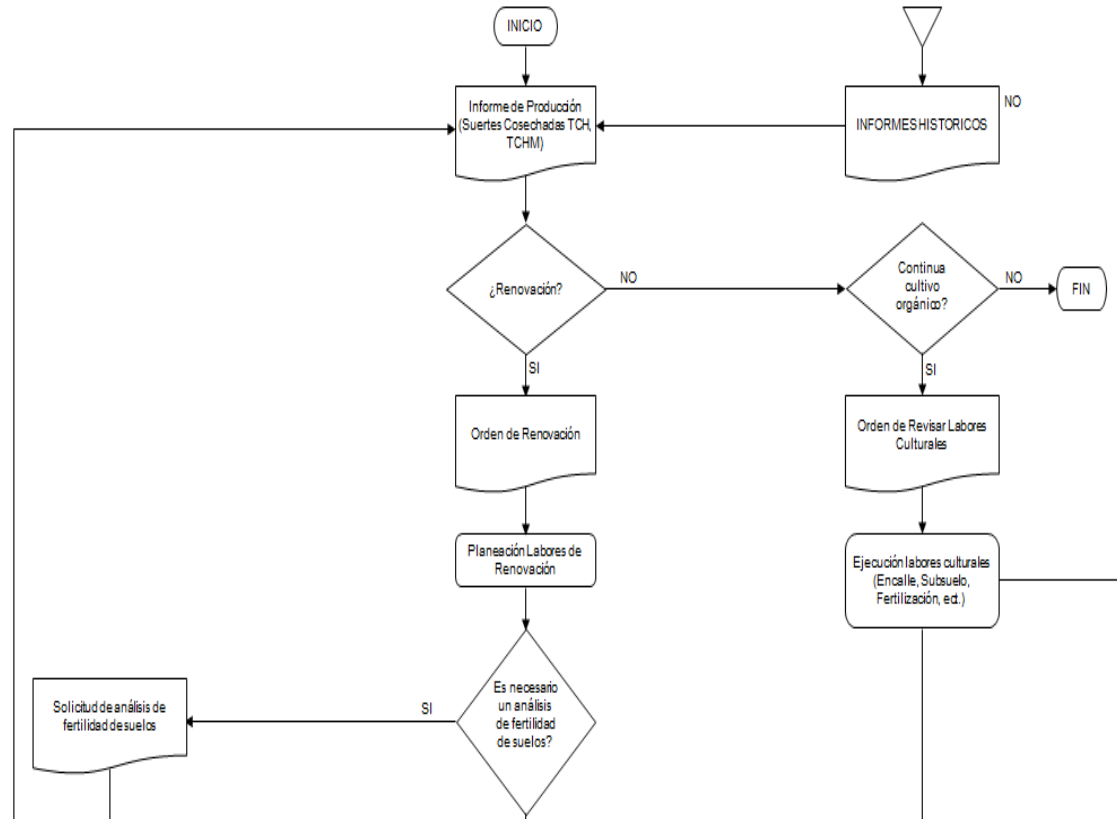 INICIO
Informe de Producción
(Suertes Cosechadas TCH,
TCHM)
INFORMES HISTORICOS
NO
¿Renovación?
NO
Continua
cultivo
orgánico?
NO
FIN
SI
SI
Orden de Renovación
Orden de Revisar Labores
Culturales
Planeación Labores de
Renovación
Ejecución labores culturales
(Encalle, Subsuelo,
Fertilización, ect.)
Solicitud de análisis de
fertilidad de suelos
SI
Es necesario
un análisis
de fertilidad
de suelos?